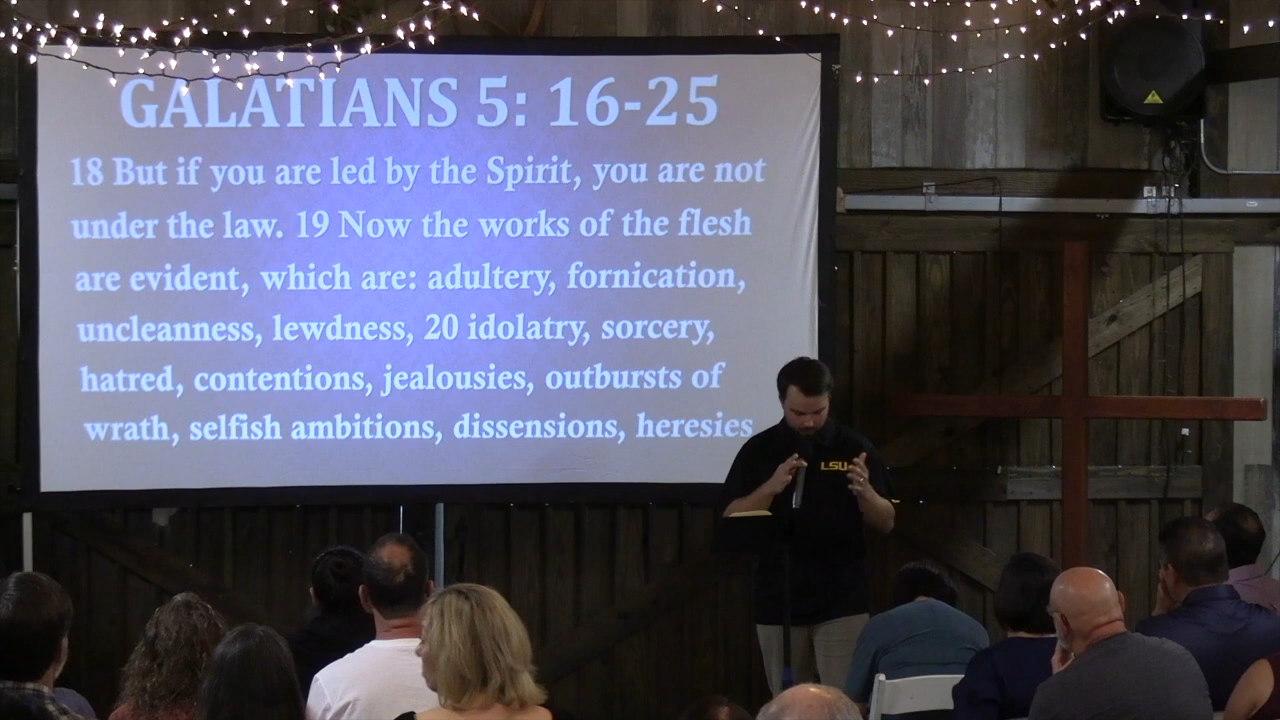 GALATIANS 5: 16-25
18 But if you are led by the Spirit, you are not
under the law. 19 Now the works of the flesh
are evident, which are: adultery, fornication,
uncleanness, lewdness, 20 idolatry, sorcery,
hatred, contentions, jealousies, outbursts of
wrath, selfish ambitions, dissensions, heresies
LSU